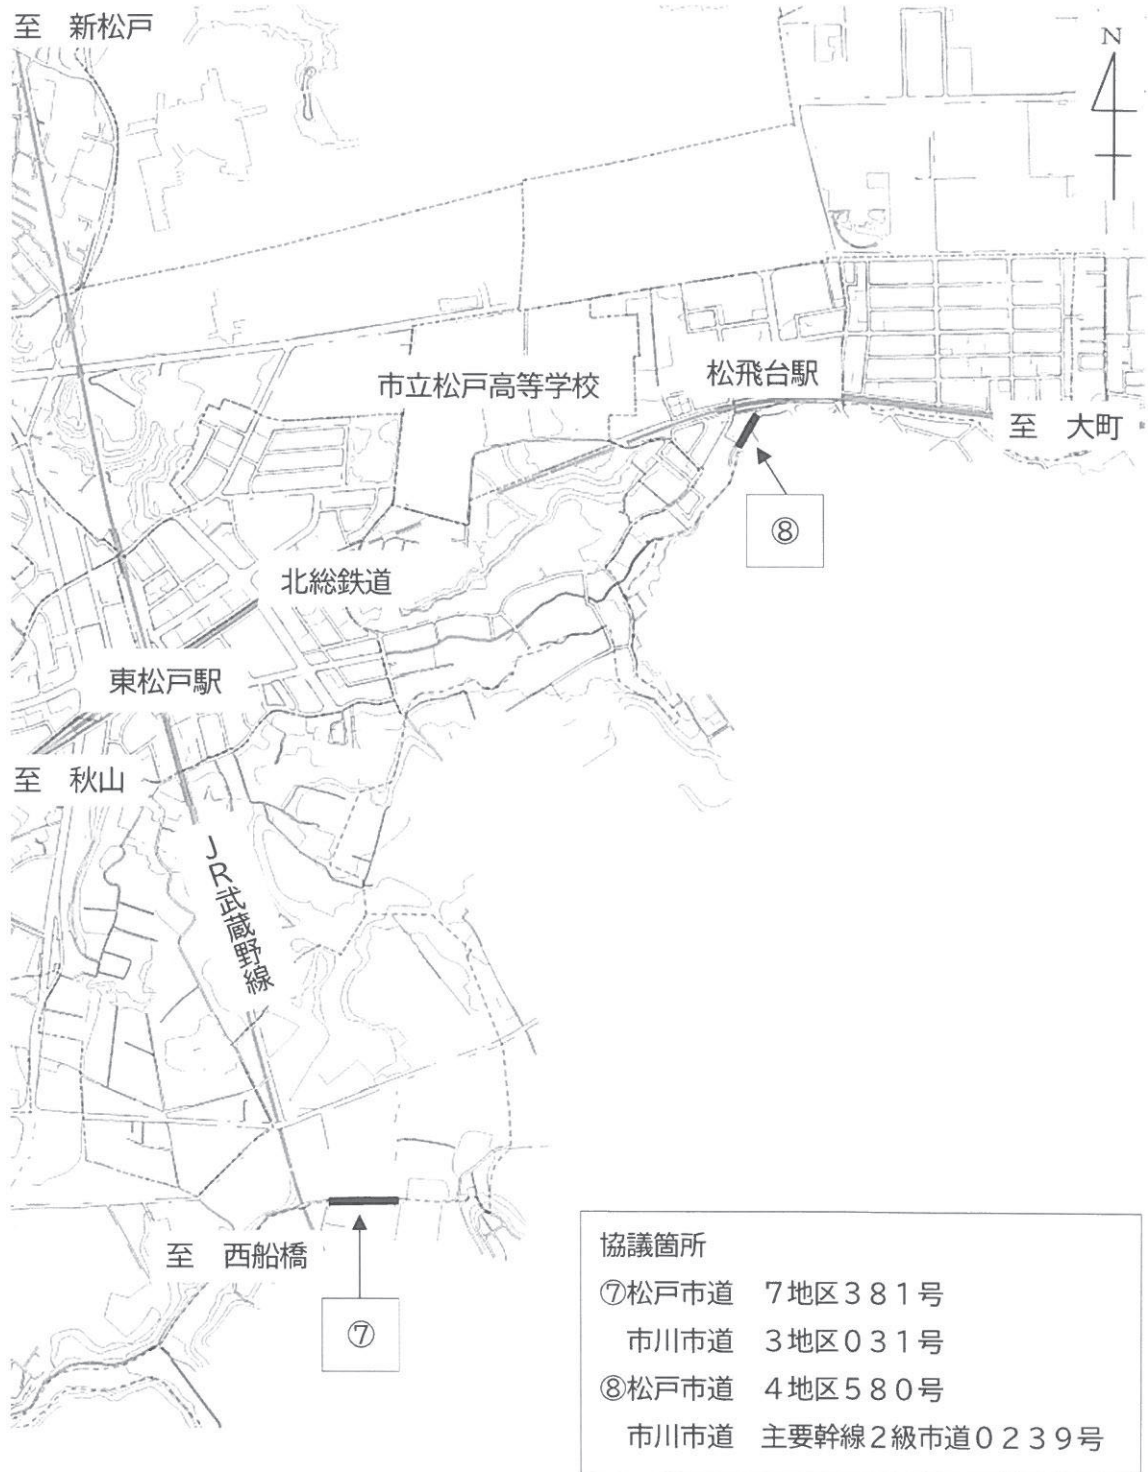 至　新松戸
N
市立松戸高等学校
松飛台駅
至　大町
⑧
北総鉄道
東松戸駅
至　秋山
JR武蔵野線
至　西船橋
⑦
協議箇所
⑦松戸市道　７地区３８１号
市川市道　３地区０３１号
⑧松戸市道　４地区５８０号
市川市道　主要幹線２級市道０２３９号